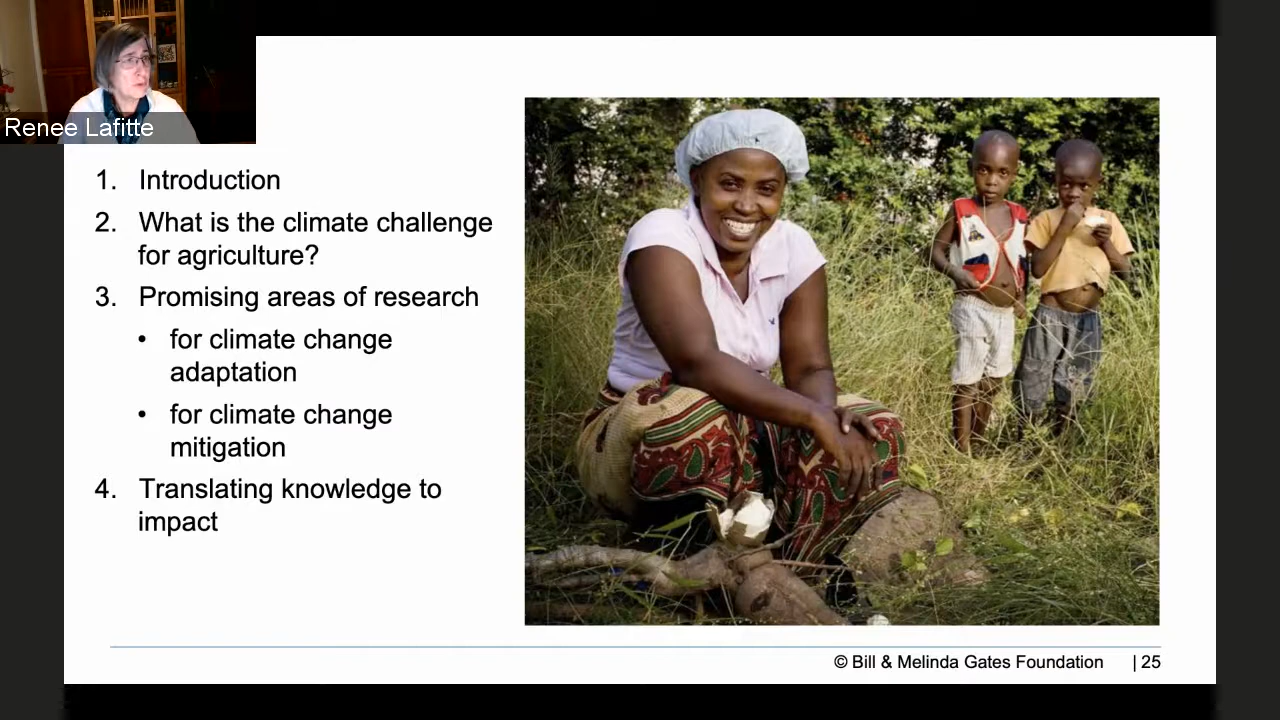 Renee Lafitte
1. Introduction
2. What is the climate challenge
for agriculture?
3. Promising areas of research
• for climate change
adaptation
• for climate change
mitigation
4. Translating knowledge to
impact
© Bill & Melinda Gates Foundation | 25